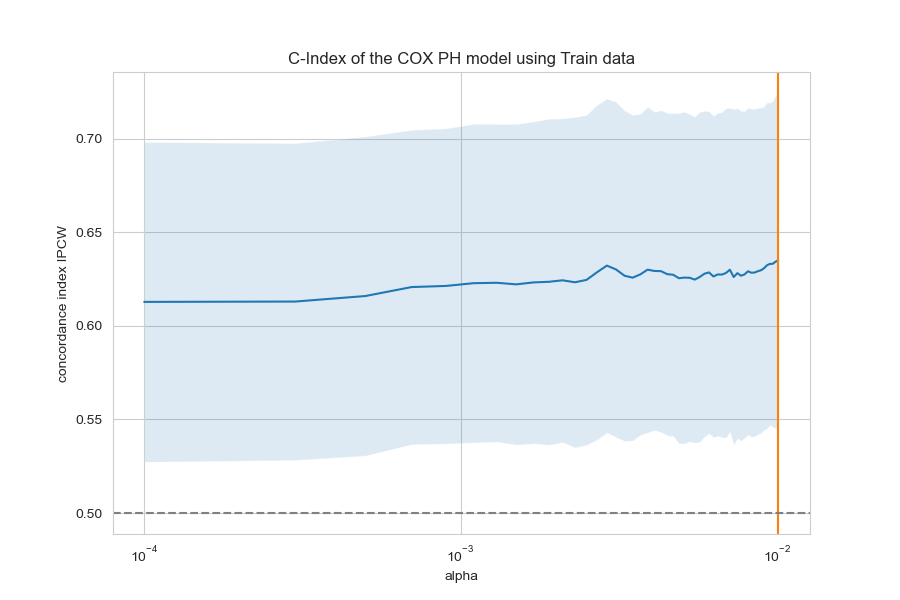 C-Index of the COX PH model using Train data
concordance index IPCW
0.70
0.65
0.60
0.55
0.50
10⁻⁴ 10⁻³ 10⁻²
alpha